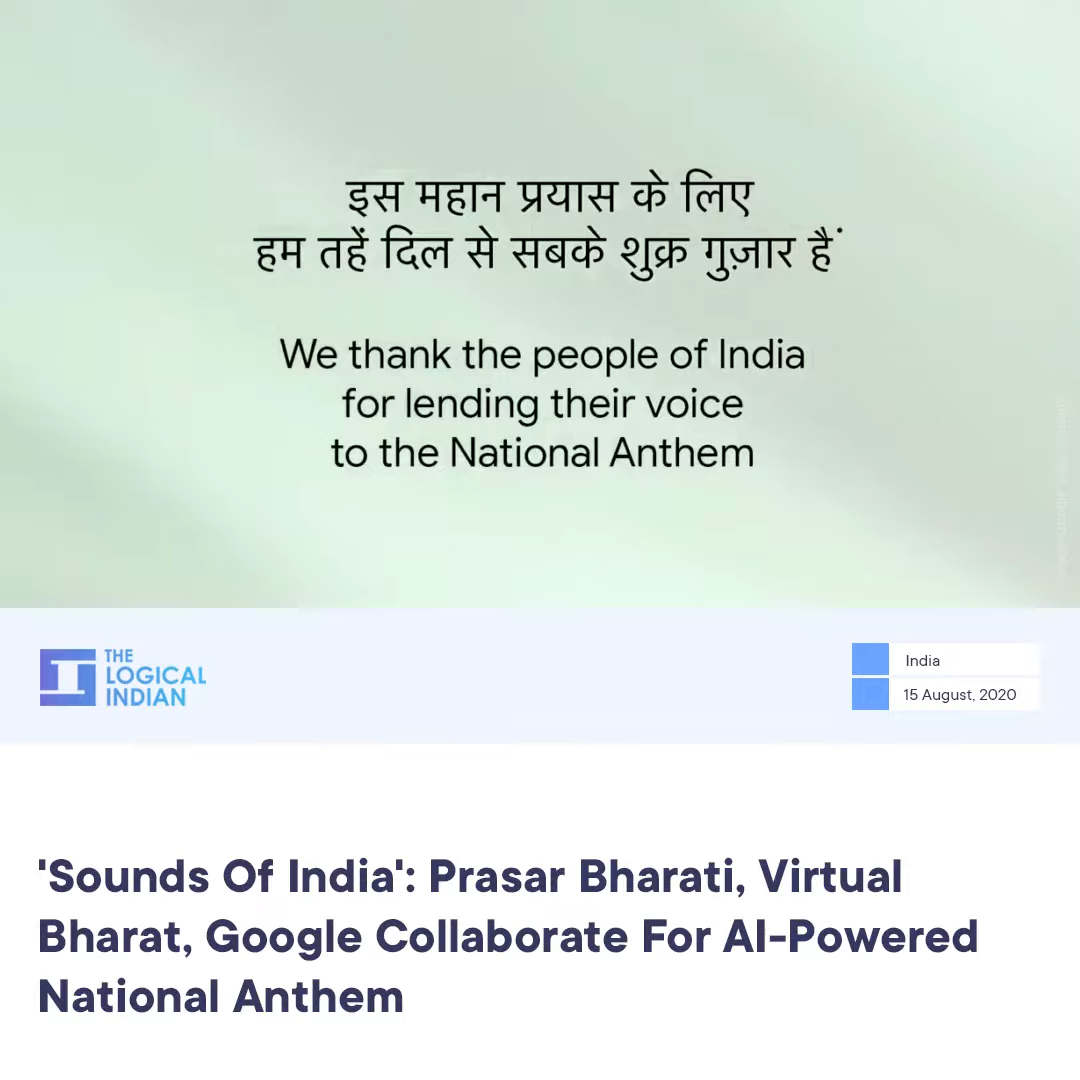 इस महान प्रयास के लिए
हम तहें दिल से सबके शुक्र गुज़ार हैं
We thank the people of India
for lending their voice
to the National Anthem
THE
LOGICAL
INDIAN
India
15 August, 2020
'Sounds Of India': Prasar Bharati, Virtual
Bharat, Google Collaborate For AI-Powered
National Anthem